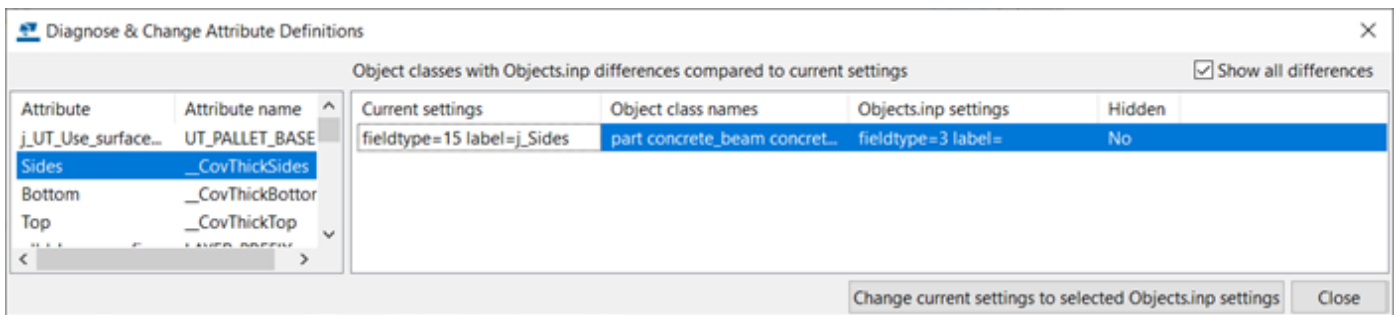 Diagnose & Change Attribute Definitions
Object classes with Objects.inp differences compared to current settings
Show all differences
Attribute Attribute name
Current settings Object class names Objects.inp settings Hidden
j_UT_Use_surface... UT_PALLET_BASE
fieldtype=15 label=j_Sides part concrete_beam concret... fieldtype=3 label= No
Sides __CovThickSides
Bottom __CovThickBottor
Top __CovThickTop
Change current settings to selected Objects.inp settings Close